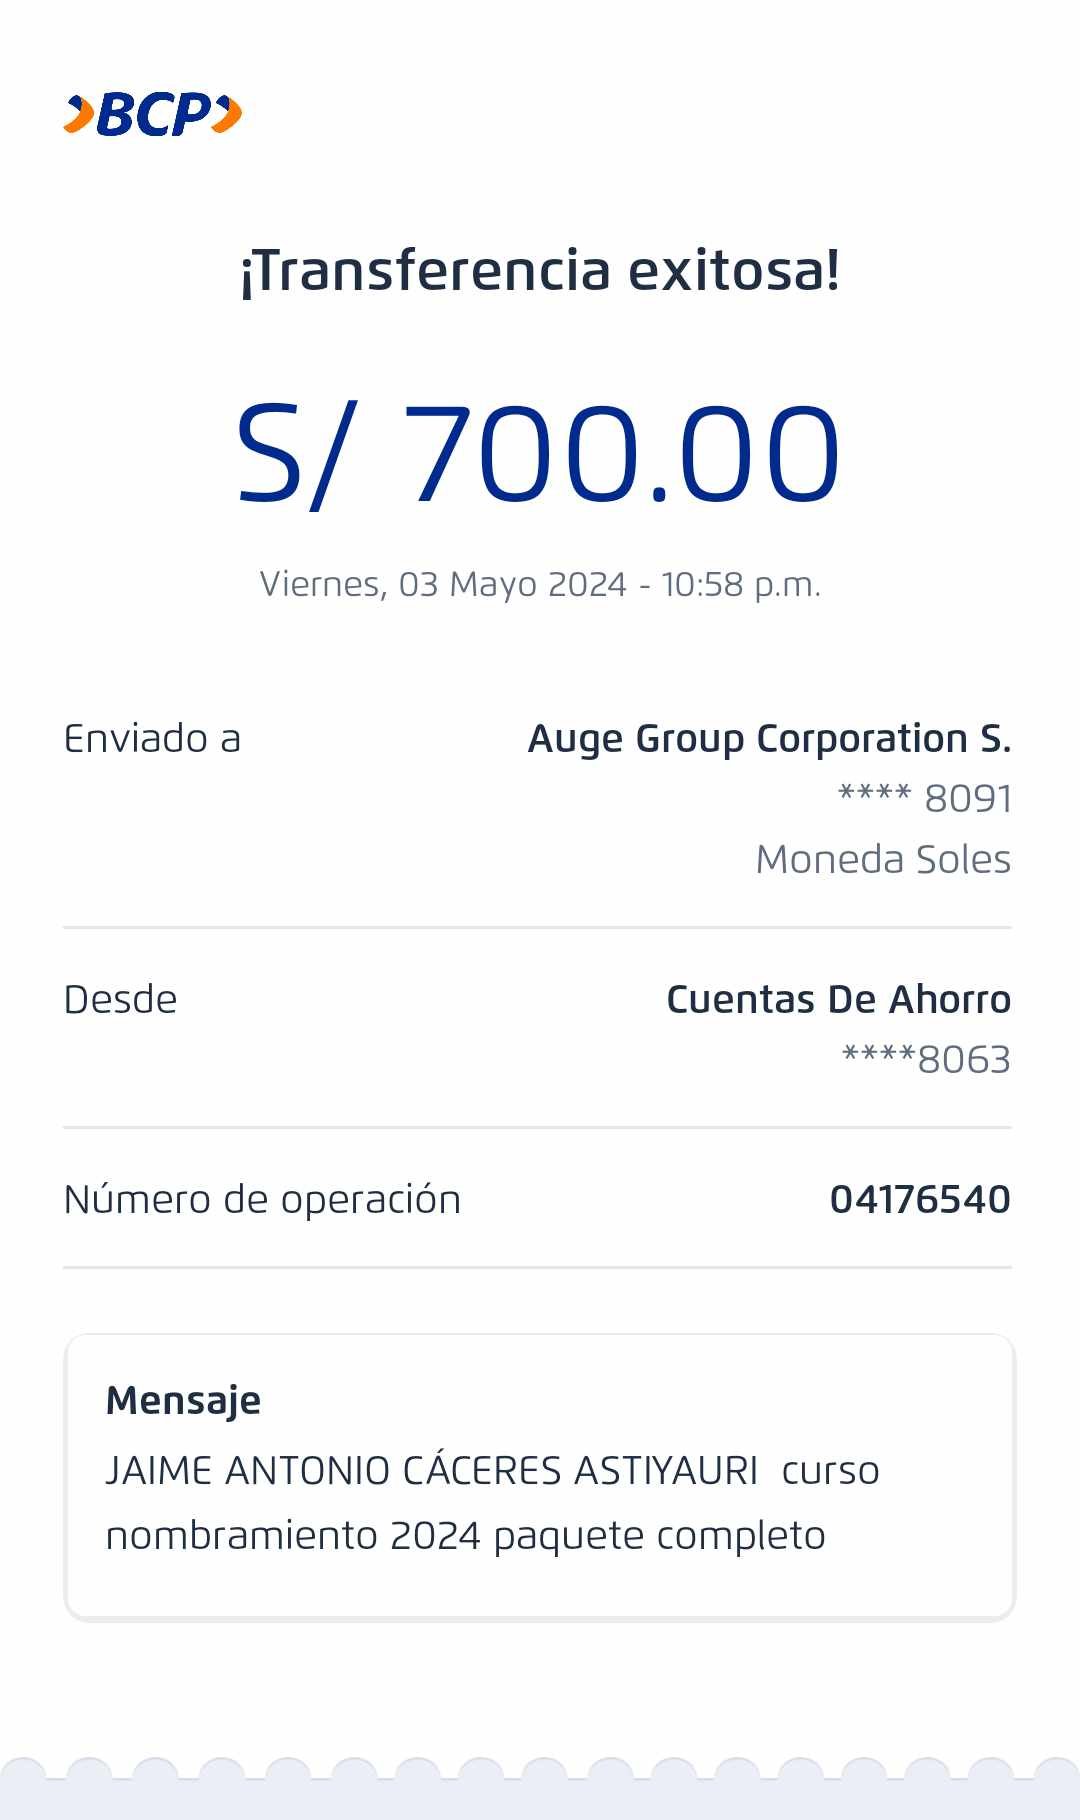 BCP
¡Transferencia exitosa!
S/ 700.00
Viernes, 03 Mayo 2024 - 10:58 p.m.
Enviado a Auge Group Corporation S.
**** 8091
Moneda Soles
Desde Cuentas De Ahorro
****8063
Número de operación 04176540
Mensaje
JAIME ANTONIO CÁCERES ASTIYAURI  curso
nombramiento 2024 paquete completo